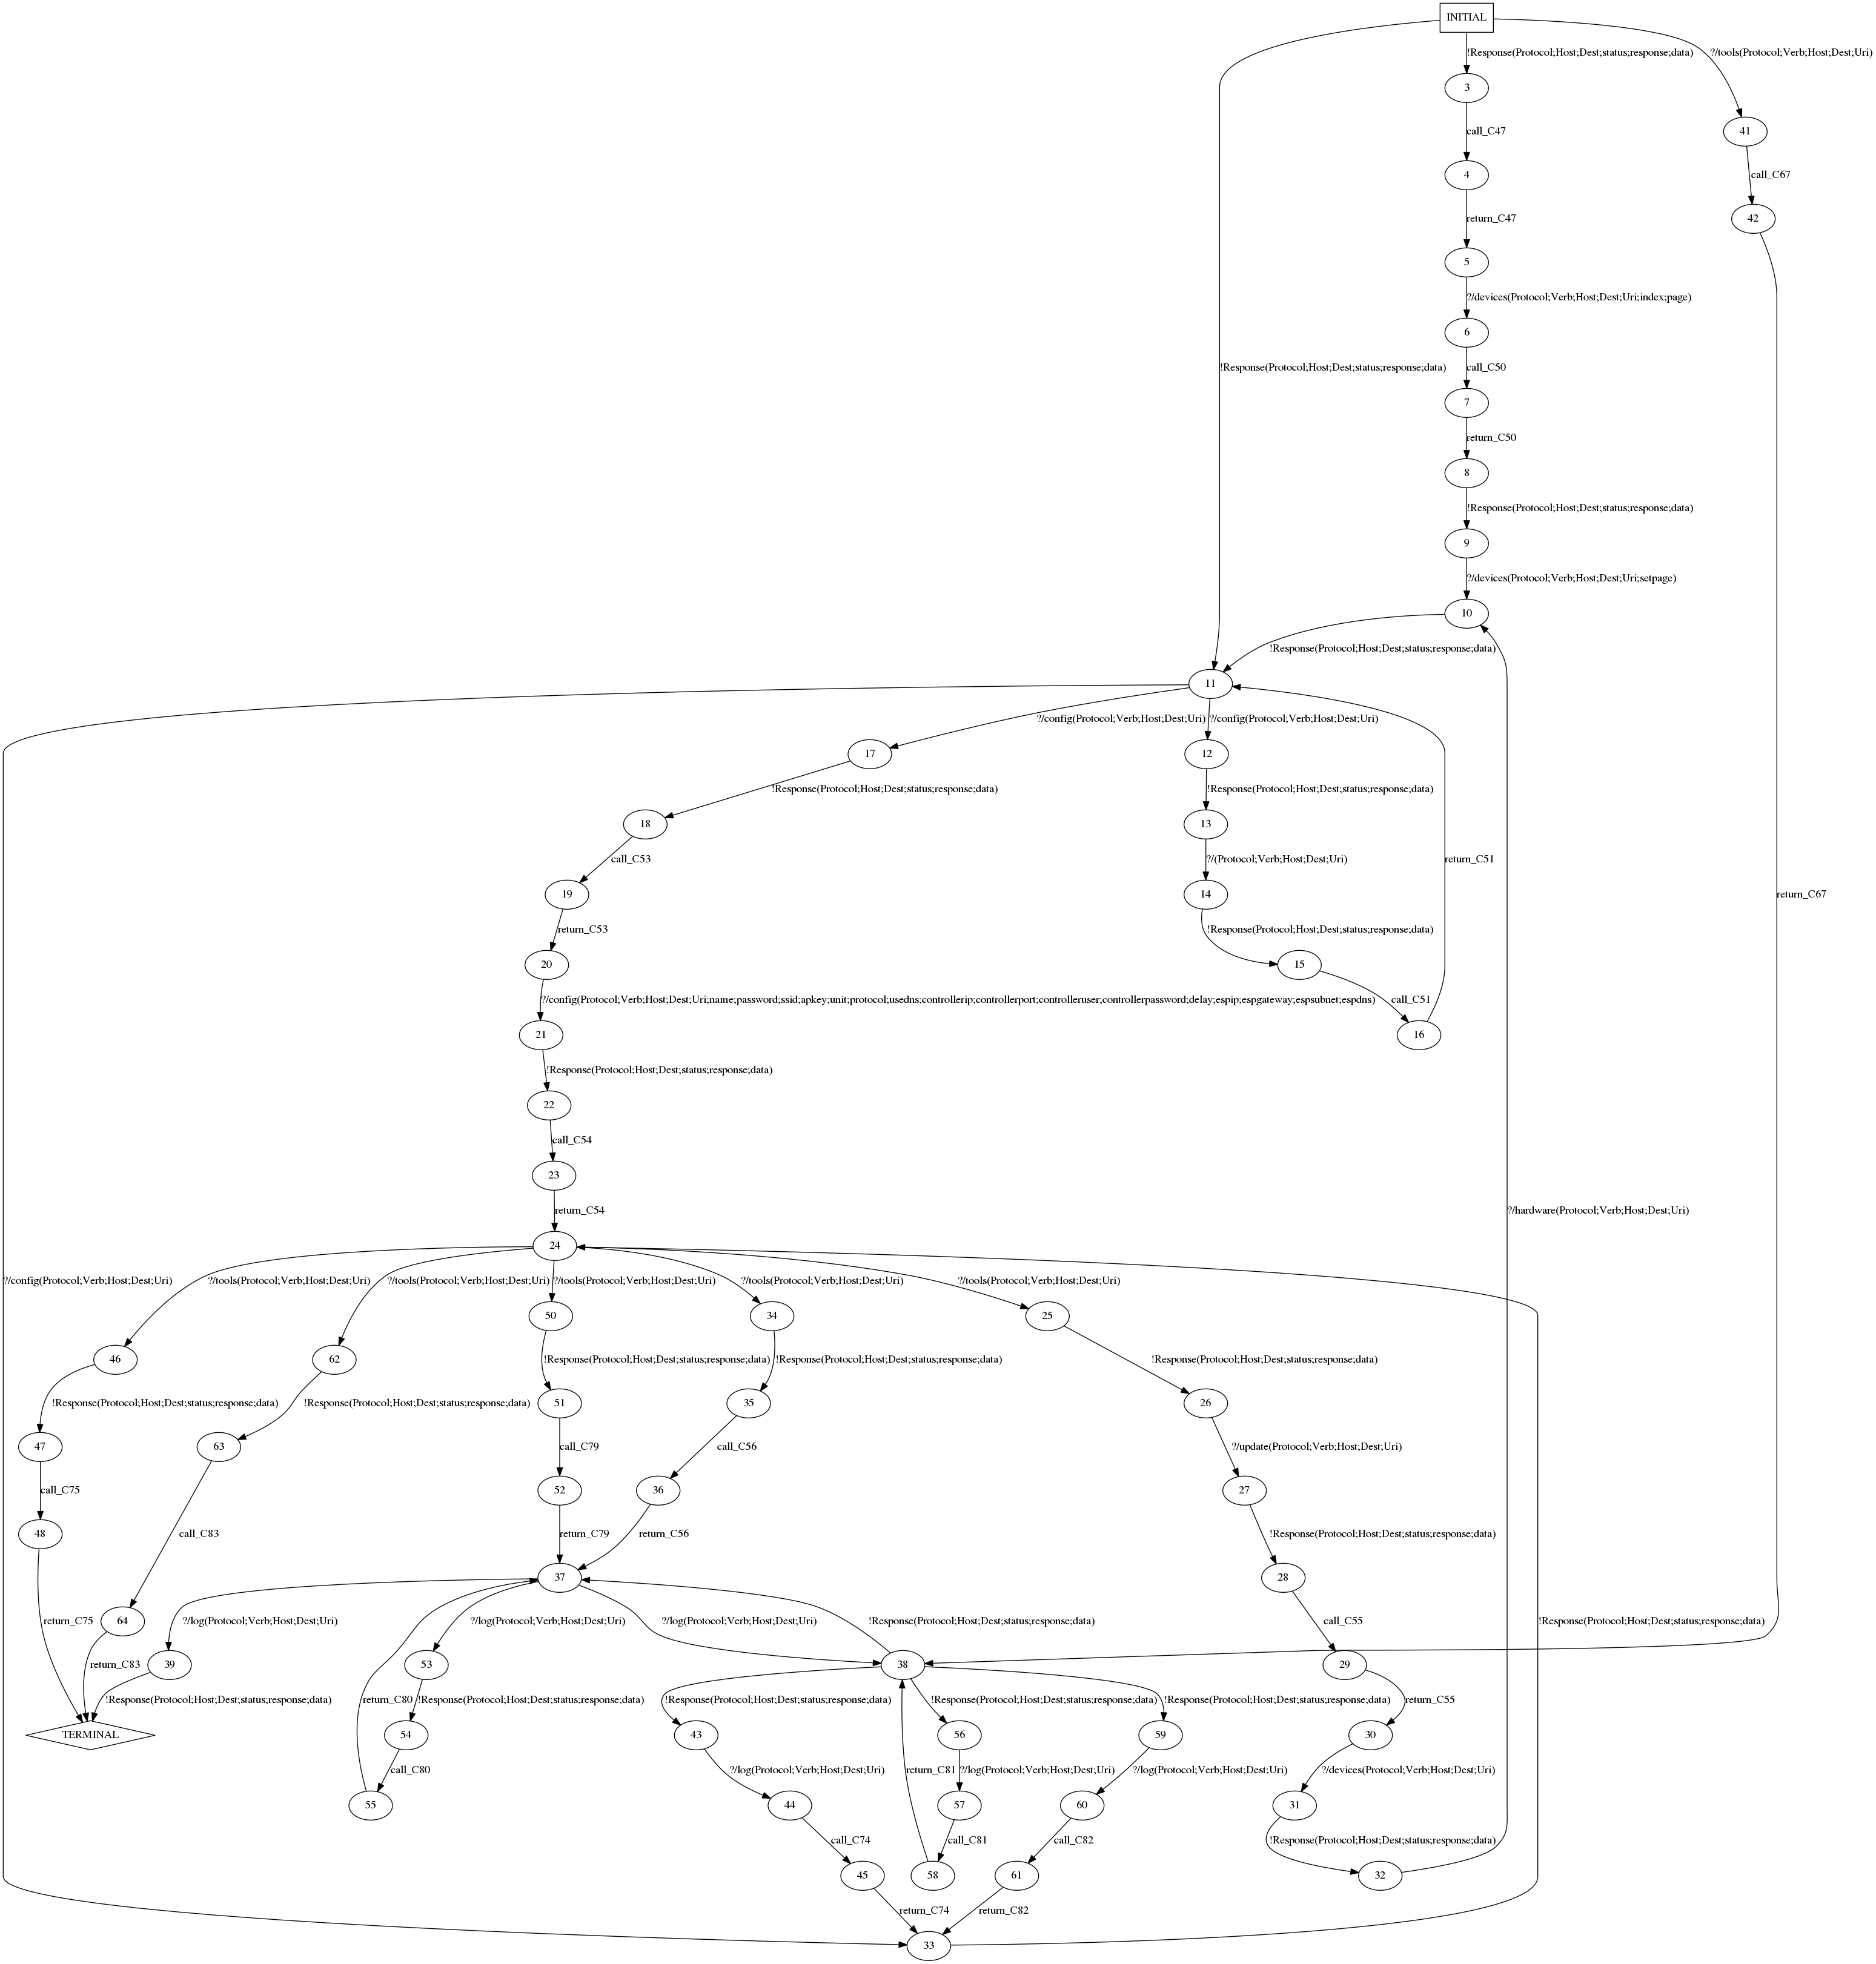 INITIAL
!Response(Protocol;Host;Dest;status;response;data)
?/tools(Protocol;Verb;Host;Dest;Uri)
3
41
call_C47
call_C67
4
42
return_C47
5
?/devices(Protocol;Verb;Host;Dest;Uri;index;page)
6
!Response(Protocol;Host;Dest;status;response;data)
call_C50
7
return_C50
8
!Response(Protocol;Host;Dest;status;response;data)
9
?/devices(Protocol;Verb;Host;Dest;Uri;setpage)
10
!Response(Protocol;Host;Dest;status;response;data)
11
?/config(Protocol;Verb;Host;Dest;Uri)
?/config(Protocol;Verb;Host;Dest;Uri)
17
12
!Response(Protocol;Host;Dest;status;response;data)
!Response(Protocol;Host;Dest;status;response;data)
18
13
call_C53
?/(Protocol;Verb;Host;Dest;Uri)
return_C51
19
14
return_C67
return_C53
!Response(Protocol;Host;Dest;status;response;data)
20
15
?/config(Protocol;Verb;Host;Dest;Uri;name;password;ssid;apkey;unit;protocol;usedns;controllerip;controllerport;controlleruser;controllerpassword;delay;espip;espgateway;espsubnet;espdns)
call_C51
21
16
!Response(Protocol;Host;Dest;status;response;data)
22
call_C54
23
return_C54
?/hardware(Protocol;Verb;Host;Dest;Uri)
24
?/config(Protocol;Verb;Host;Dest;Uri)
?/tools(Protocol;Verb;Host;Dest;Uri)
?/tools(Protocol;Verb;Host;Dest;Uri)
?/tools(Protocol;Verb;Host;Dest;Uri)
?/tools(Protocol;Verb;Host;Dest;Uri)
?/tools(Protocol;Verb;Host;Dest;Uri)
50
34
25
46
62
!Response(Protocol;Host;Dest;status;response;data)
!Response(Protocol;Host;Dest;status;response;data)
!Response(Protocol;Host;Dest;status;response;data)
!Response(Protocol;Host;Dest;status;response;data)
!Response(Protocol;Host;Dest;status;response;data)
51
35
26
47
63
call_C79
call_C56
?/update(Protocol;Verb;Host;Dest;Uri)
call_C75
52
36
27
48
call_C83
return_C79
return_C56
!Response(Protocol;Host;Dest;status;response;data)
37
28
return_C75
64
?/log(Protocol;Verb;Host;Dest;Uri)
?/log(Protocol;Verb;Host;Dest;Uri)
?/log(Protocol;Verb;Host;Dest;Uri)
!Response(Protocol;Host;Dest;status;response;data)
call_C55
!Response(Protocol;Host;Dest;status;response;data)
return_C83
39
53
38
29
!Response(Protocol;Host;Dest;status;response;data)
return_C80
!Response(Protocol;Host;Dest;status;response;data)
!Response(Protocol;Host;Dest;status;response;data)
!Response(Protocol;Host;Dest;status;response;data)
!Response(Protocol;Host;Dest;status;response;data)
return_C55
TERMINAL
54
43
56
59
30
call_C80
?/log(Protocol;Verb;Host;Dest;Uri)
return_C81
?/log(Protocol;Verb;Host;Dest;Uri)
?/log(Protocol;Verb;Host;Dest;Uri)
?/devices(Protocol;Verb;Host;Dest;Uri)
55
44
57
60
31
call_C74
call_C81
call_C82
!Response(Protocol;Host;Dest;status;response;data)
45
58
61
32
return_C74
return_C82
33